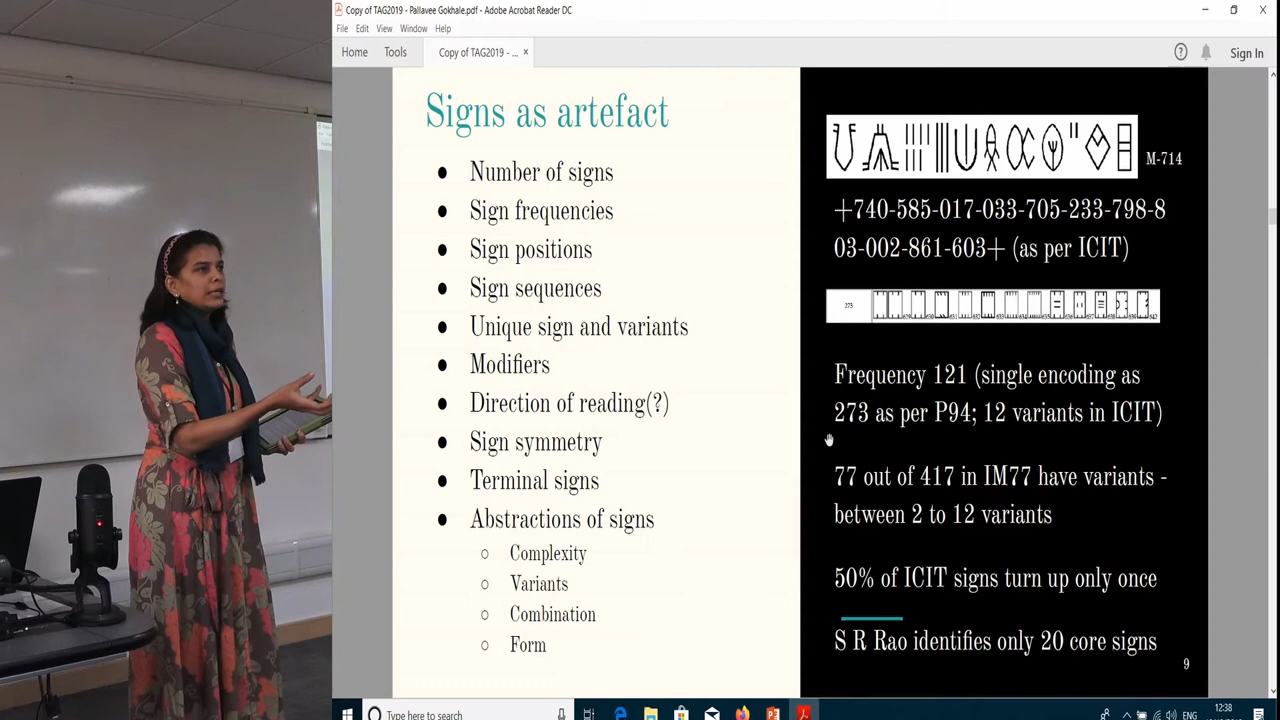 Copy of TAG2019 - Pallavee Gokhale.pdf - Adobe Acrobat Reader DC
File Edit View Window Help
Home Tools Copy of TAG2019 - ... × Sign In
Signs as artefact
● Number of signs
● Sign frequencies
● Sign positions
● Sign sequences
● Unique sign and variants
● Modifiers
● Direction of reading(?)
● Sign symmetry
● Terminal signs
● Abstractions of signs
○ Complexity
○ Variants
○ Combination
○ Form
M-714
+740-585-017-033-705-233-798-8
03-002-861-603+ (as per ICIT)
273
Frequency 121 (single encoding as
273 as per P94; 12 variants in ICIT)
77 out of 417 in IM77 have variants -
between 2 to 12 variants
50% of ICIT signs turn up only once
S R Rao identifies only 20 core signs
9
Type here to search
ENG
12:38